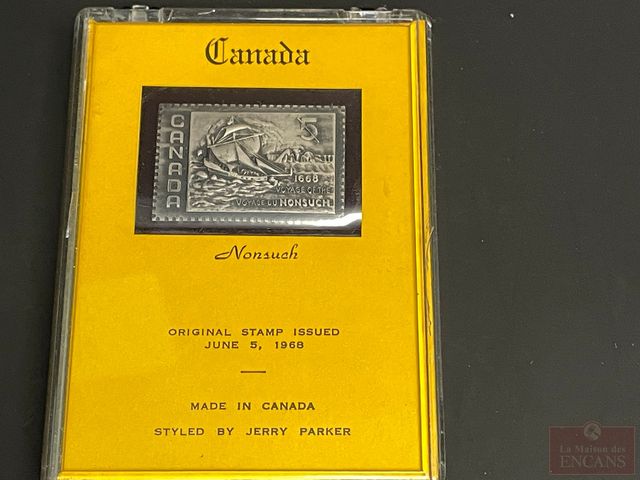 Canada
CANADA
5
1668
VOYAGE OF THE
VOYAGE DU NONSUCH
Nonsuch
ORIGINAL STAMP ISSUED
JUNE 5, 1968
MADE IN CANADA
STYLED BY JERRY PARKER
La Maison des
ENCANS